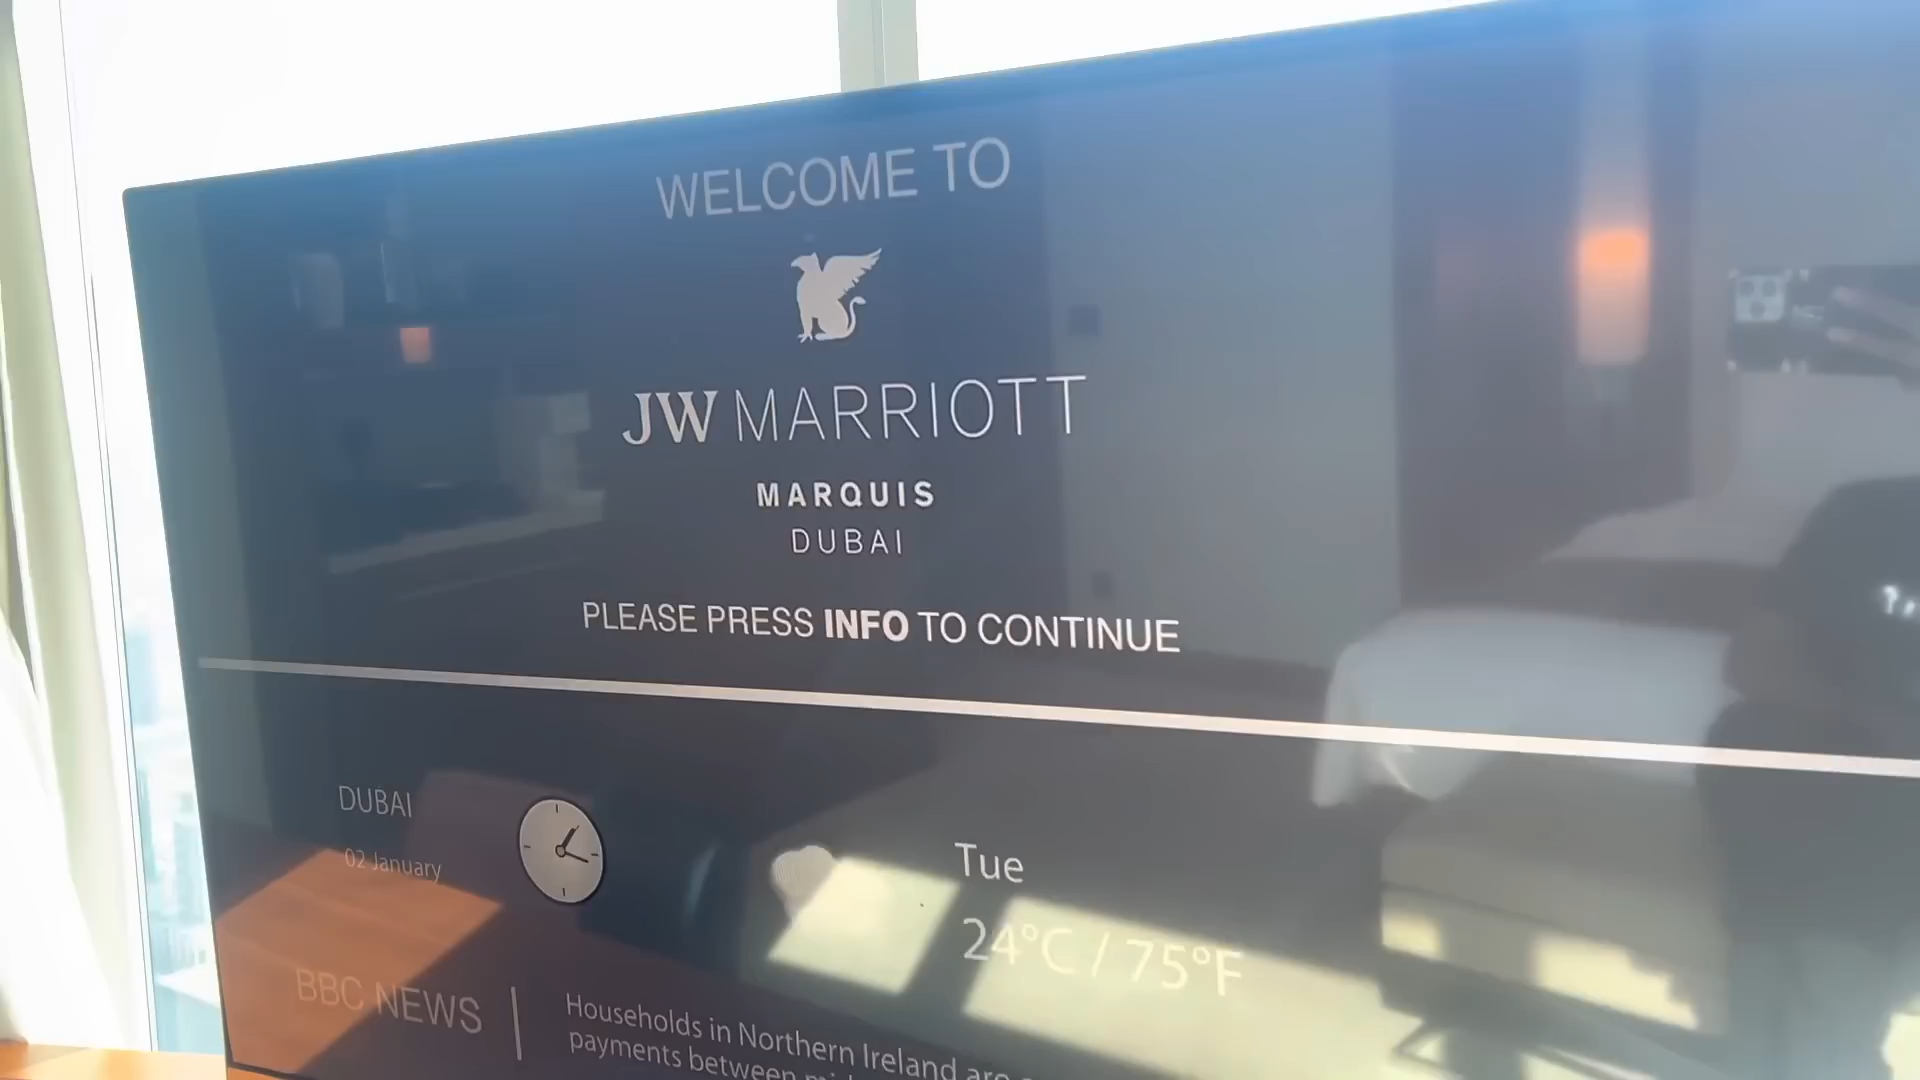 WELCOME TO
JW MARRIOTT
MARQUIS
DUBAI
PLEASE PRESS INFO TO CONTINUE
DUBAI
02 January
Tue
24°C / 75°F
BBC NEWS
Households in Northern Ireland are
payments between